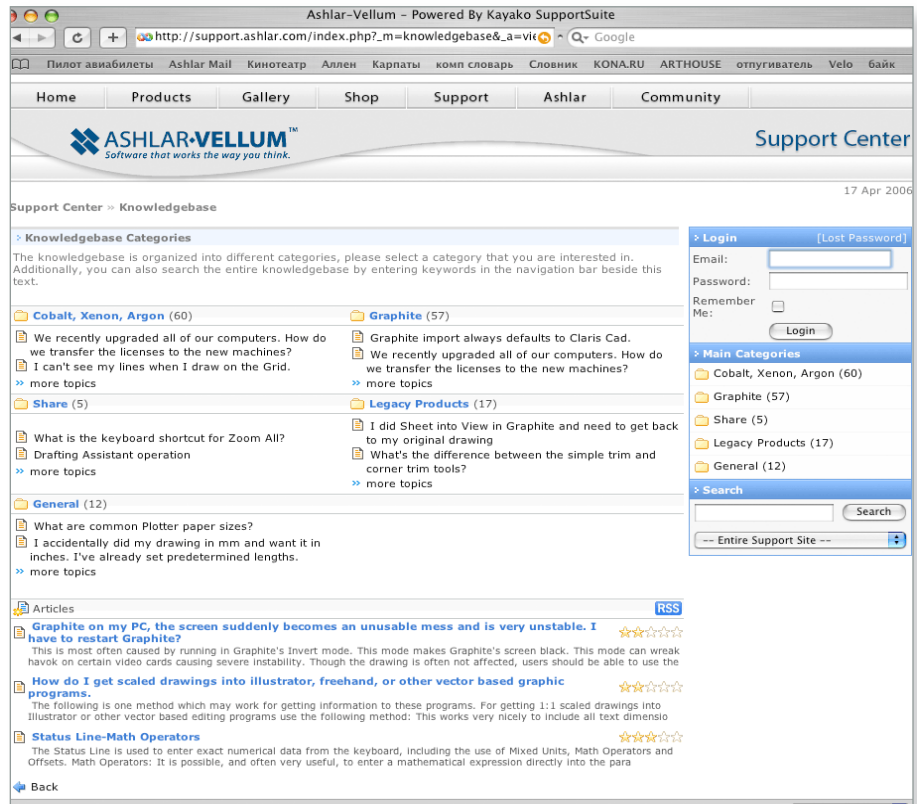 Ashlar-Vellum – Powered By Kayako SupportSuite
http://support.ashlar.com/index.php?_m=knowledgebase&_a=vie
Google
Пилот авиабилеты Ashlar Mail Кинотеатр Аллен Карпаты комп словарь Словник KONA.RU ARTHOUSE отпугиватель Velo байк
Home Products Gallery Shop Support Ashlar Community
ASHLAR•VELLUM™
Software that works the way you think.
Support Center
17 Apr 2006
Support Center » Knowledgebase
Knowledgebase Categories
The knowledgebase is organized into different categories, please select a category that you are interested in.
Additionally, you can also search the entire knowledgebase by entering keywords in the navigation bar beside this
text.
Cobalt, Xenon, Argon (60)
We recently upgraded all of our computers. How do
we transfer the licenses to the new machines?
I can't see my lines when I draw on the Grid.
» more topics
Graphite (57)
Graphite import always defaults to Claris Cad.
We recently upgraded all of our computers. How do
we transfer the licenses to the new machines?
» more topics
Share (5)
What is the keyboard shortcut for Zoom All?
Drafting Assistant operation
» more topics
Legacy Products (17)
I did Sheet into View in Graphite and need to get back
to my original drawing
What's the difference between the simple trim and
corner trim tools?
» more topics
General (12)
What are common Plotter paper sizes?
I accidentally did my drawing in mm and want it in
inches. I've already set predetermined lengths.
» more topics
Articles
RSS
Graphite on my PC, the screen suddenly becomes an unusable mess and is very unstable. I
have to restart Graphite?
This is most often caused by running in Graphite's Invert mode. This mode makes Graphite's screen black. This mode can wreak
havok on certain video cards causing severe instability. Though the drawing is often not affected, users should be able to use the
How do I get scaled drawings into illustrator, freehand, or other vector based graphic
programs.
The following is one method which may work for getting information to these programs. For getting 1:1 scaled drawings into
Illustrator or other vector based editing programs use the following method: This works very nicely to include all text dimensio
Status Line-Math Operators
The Status Line is used to enter exact numerical data from the keyboard, including the use of Mixed Units, Math Operators and
Offsets. Math Operators: It is possible, and often very useful, to enter a mathematical expression directly into the para
Back
Login [Lost Password]
Email:
Password:
Remember
Me:
Login
Main Categories
Cobalt, Xenon, Argon (60)
Graphite (57)
Share (5)
Legacy Products (17)
General (12)
Search
Search
-- Entire Support Site --